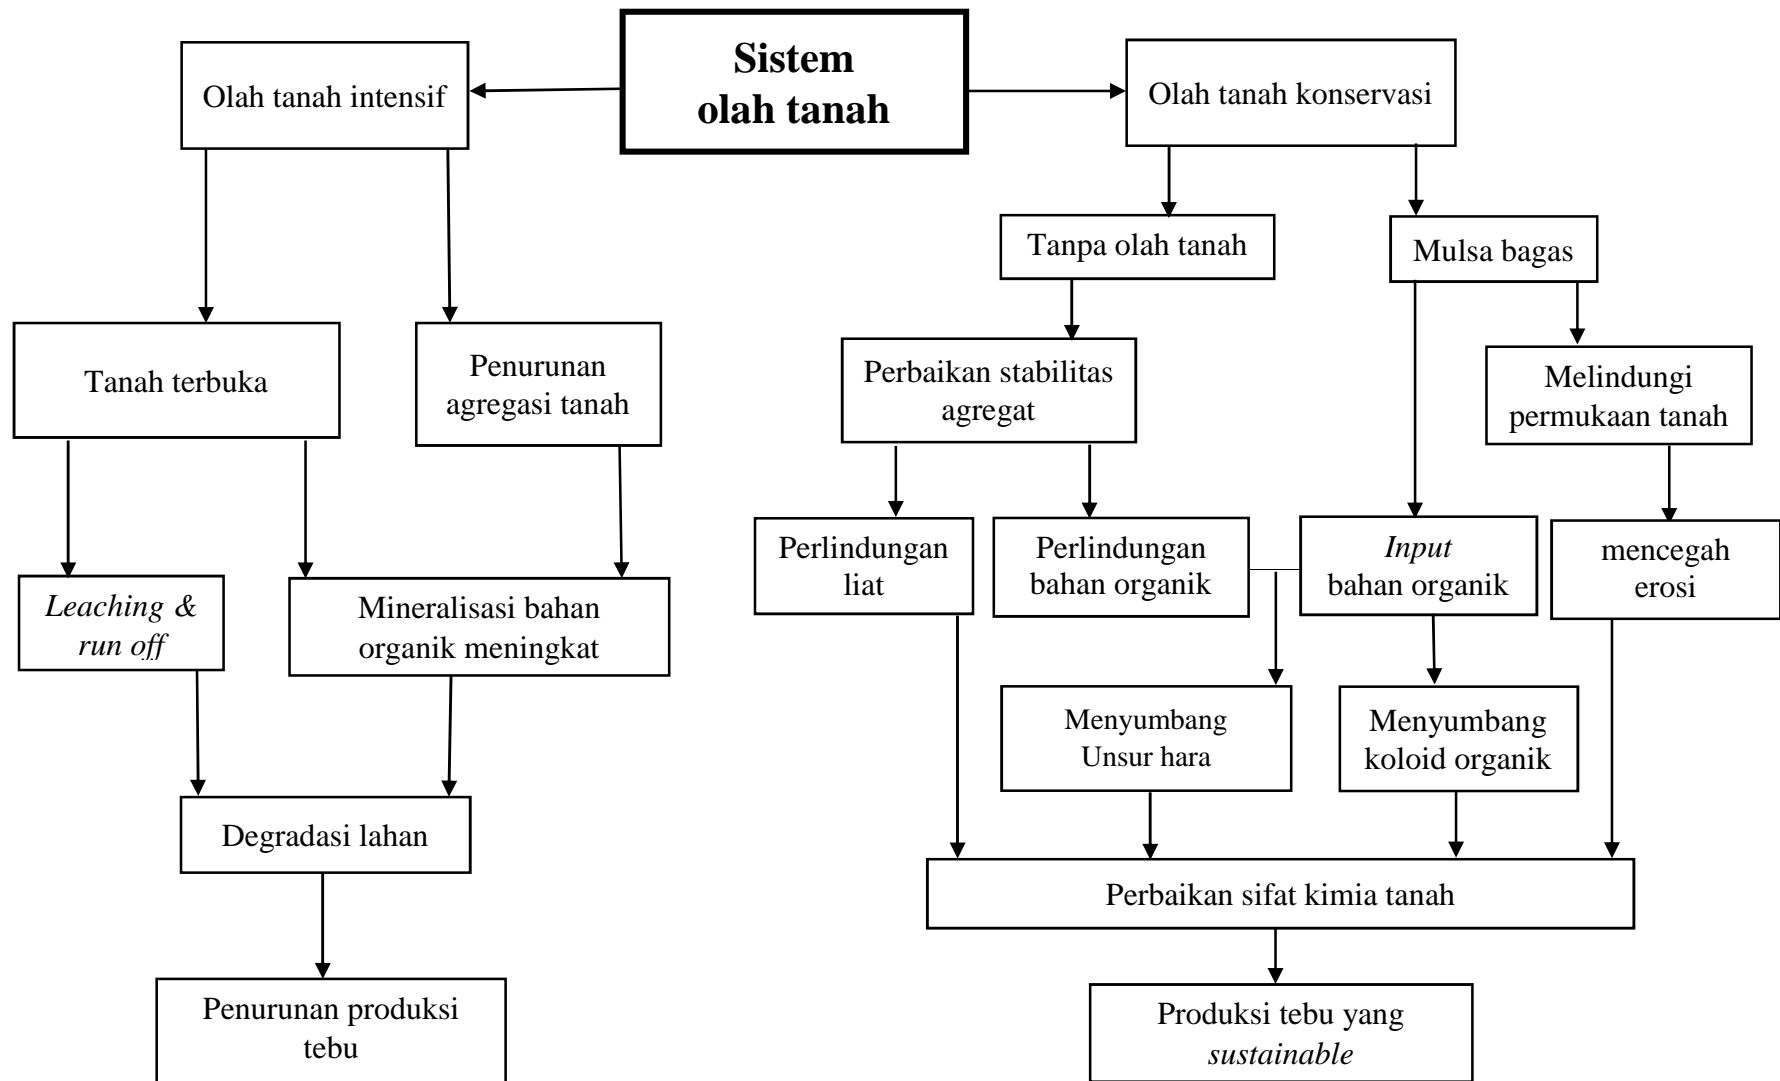 Sistem
olah tanah
Olah tanah intensif
Olah tanah konservasi
Tanpa olah tanah
Mulsa bagas
Tanah terbuka
Penurunan
agregasi tanah
Perbaikan stabilitas
agregat
Melindungi
permukaan tanah
Perlindungan
liat
Perlindungan
bahan organik
Input
bahan organik
mencegah
erosi
Leaching &
run off
Mineralisasi bahan
organik meningkat
Menyumbang
Unsur hara
Menyumbang
koloid organik
Degradasi lahan
Perbaikan sifat kimia tanah
Penurunan produksi
tebu
Produksi tebu yang
sustainable